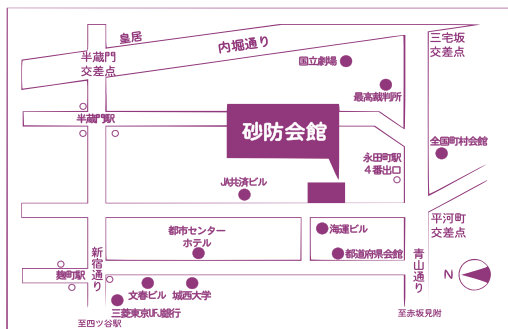 皇居
内堀通り
半蔵門
交差点
三宅坂
交差点
国立劇場
最高裁判所
半蔵門駅
砂防会館
永田町駅
4番出口
全国町村会館
JA共済ビル
平河町
交差点
都市センター
ホテル
海運ビル
都道府県会館
新宿通り
青山通り
麹町駅
文春ビル
城西大学
三菱東京UFJ銀行
N
至四ツ谷駅
至赤坂見附